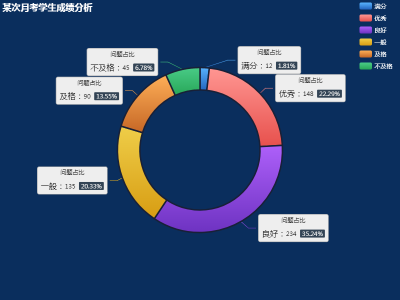 某次月考学生成绩分析
满分
优秀
良好
一般
及格
不及格
问题占比
满分：12 1.81%
问题占比
优秀：148 22.29%
问题占比
良好：234 35.24%
问题占比
一般：135 20.33%
问题占比
及格：90 13.55%
问题占比
不及格：45 6.78%